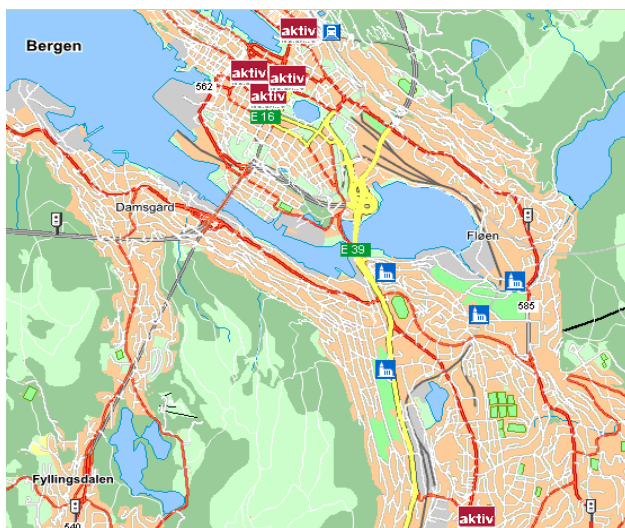 aktiv
Bergen
aktiv
aktiv
562
aktiv
E 16
Damsgård
Fløen
E 39
585
Fyllingsdalen
aktiv
540